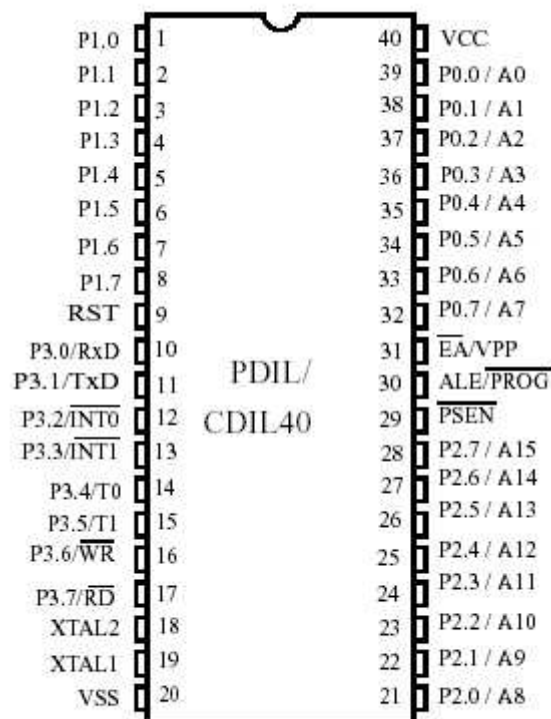 P1.0 1 40 VCC
P1.1 2 39 P0.0 / A0
P1.2 3 38 P0.1 / A1
P1.3 4 37 P0.2 / A2
P1.4 5 36 P0.3 / A3
P1.5 6 35 P0.4 / A4
P1.6 7 34 P0.5 / A5
P1.7 8 33 P0.6 / A6
RST 9 32 P0.7 / A7
P3.0/RxD 10 31 E̅A̅/VPP
P3.1/TxD 11 30 ALE/P̅R̅O̅G̅
P3.2/I̅N̅T̅0̅ 12 29 P̅S̅E̅N̅
P3.3/I̅N̅T̅1̅ 13 28 P2.7 / A15
P3.4/T0 14 27 P2.6 / A14
P3.5/T1 15 26 P2.5 / A13
P3.6/W̅R̅ 16 25 P2.4 / A12
P3.7/R̅D̅ 17 24 P2.3 / A11
XTAL2 18 23 P2.2 / A10
XTAL1 19 22 P2.1 / A9
VSS 20 21 P2.0 / A8
PDIL/
CDIL40